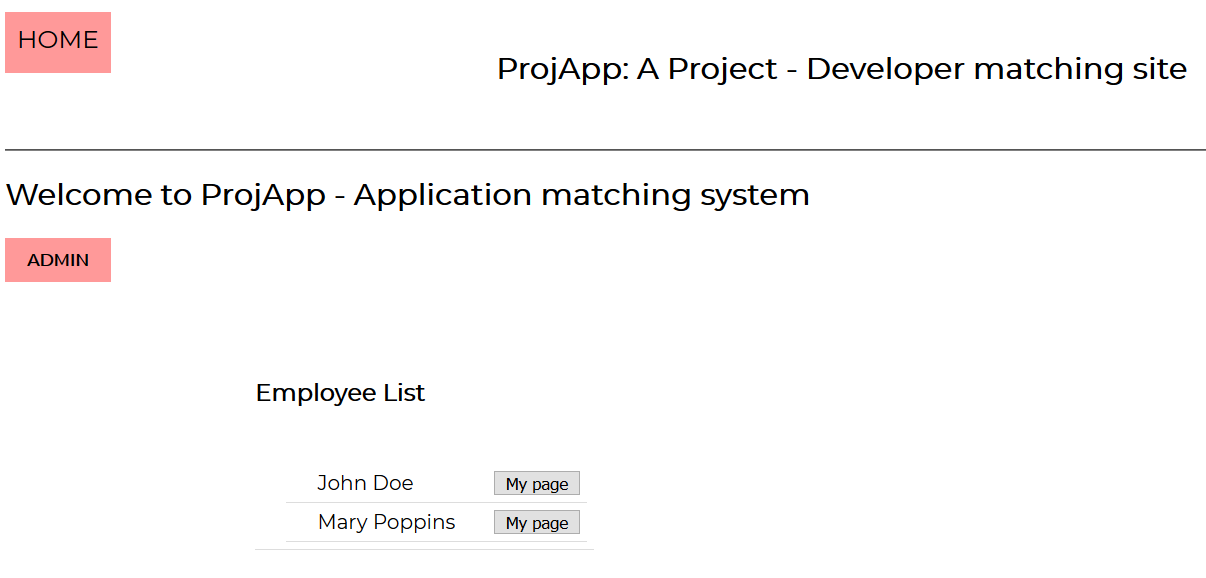 HOME
ProjApp: A Project - Developer matching site
Welcome to ProjApp - Application matching system
ADMIN
Employee List
John Doe My page
Mary Poppins My page